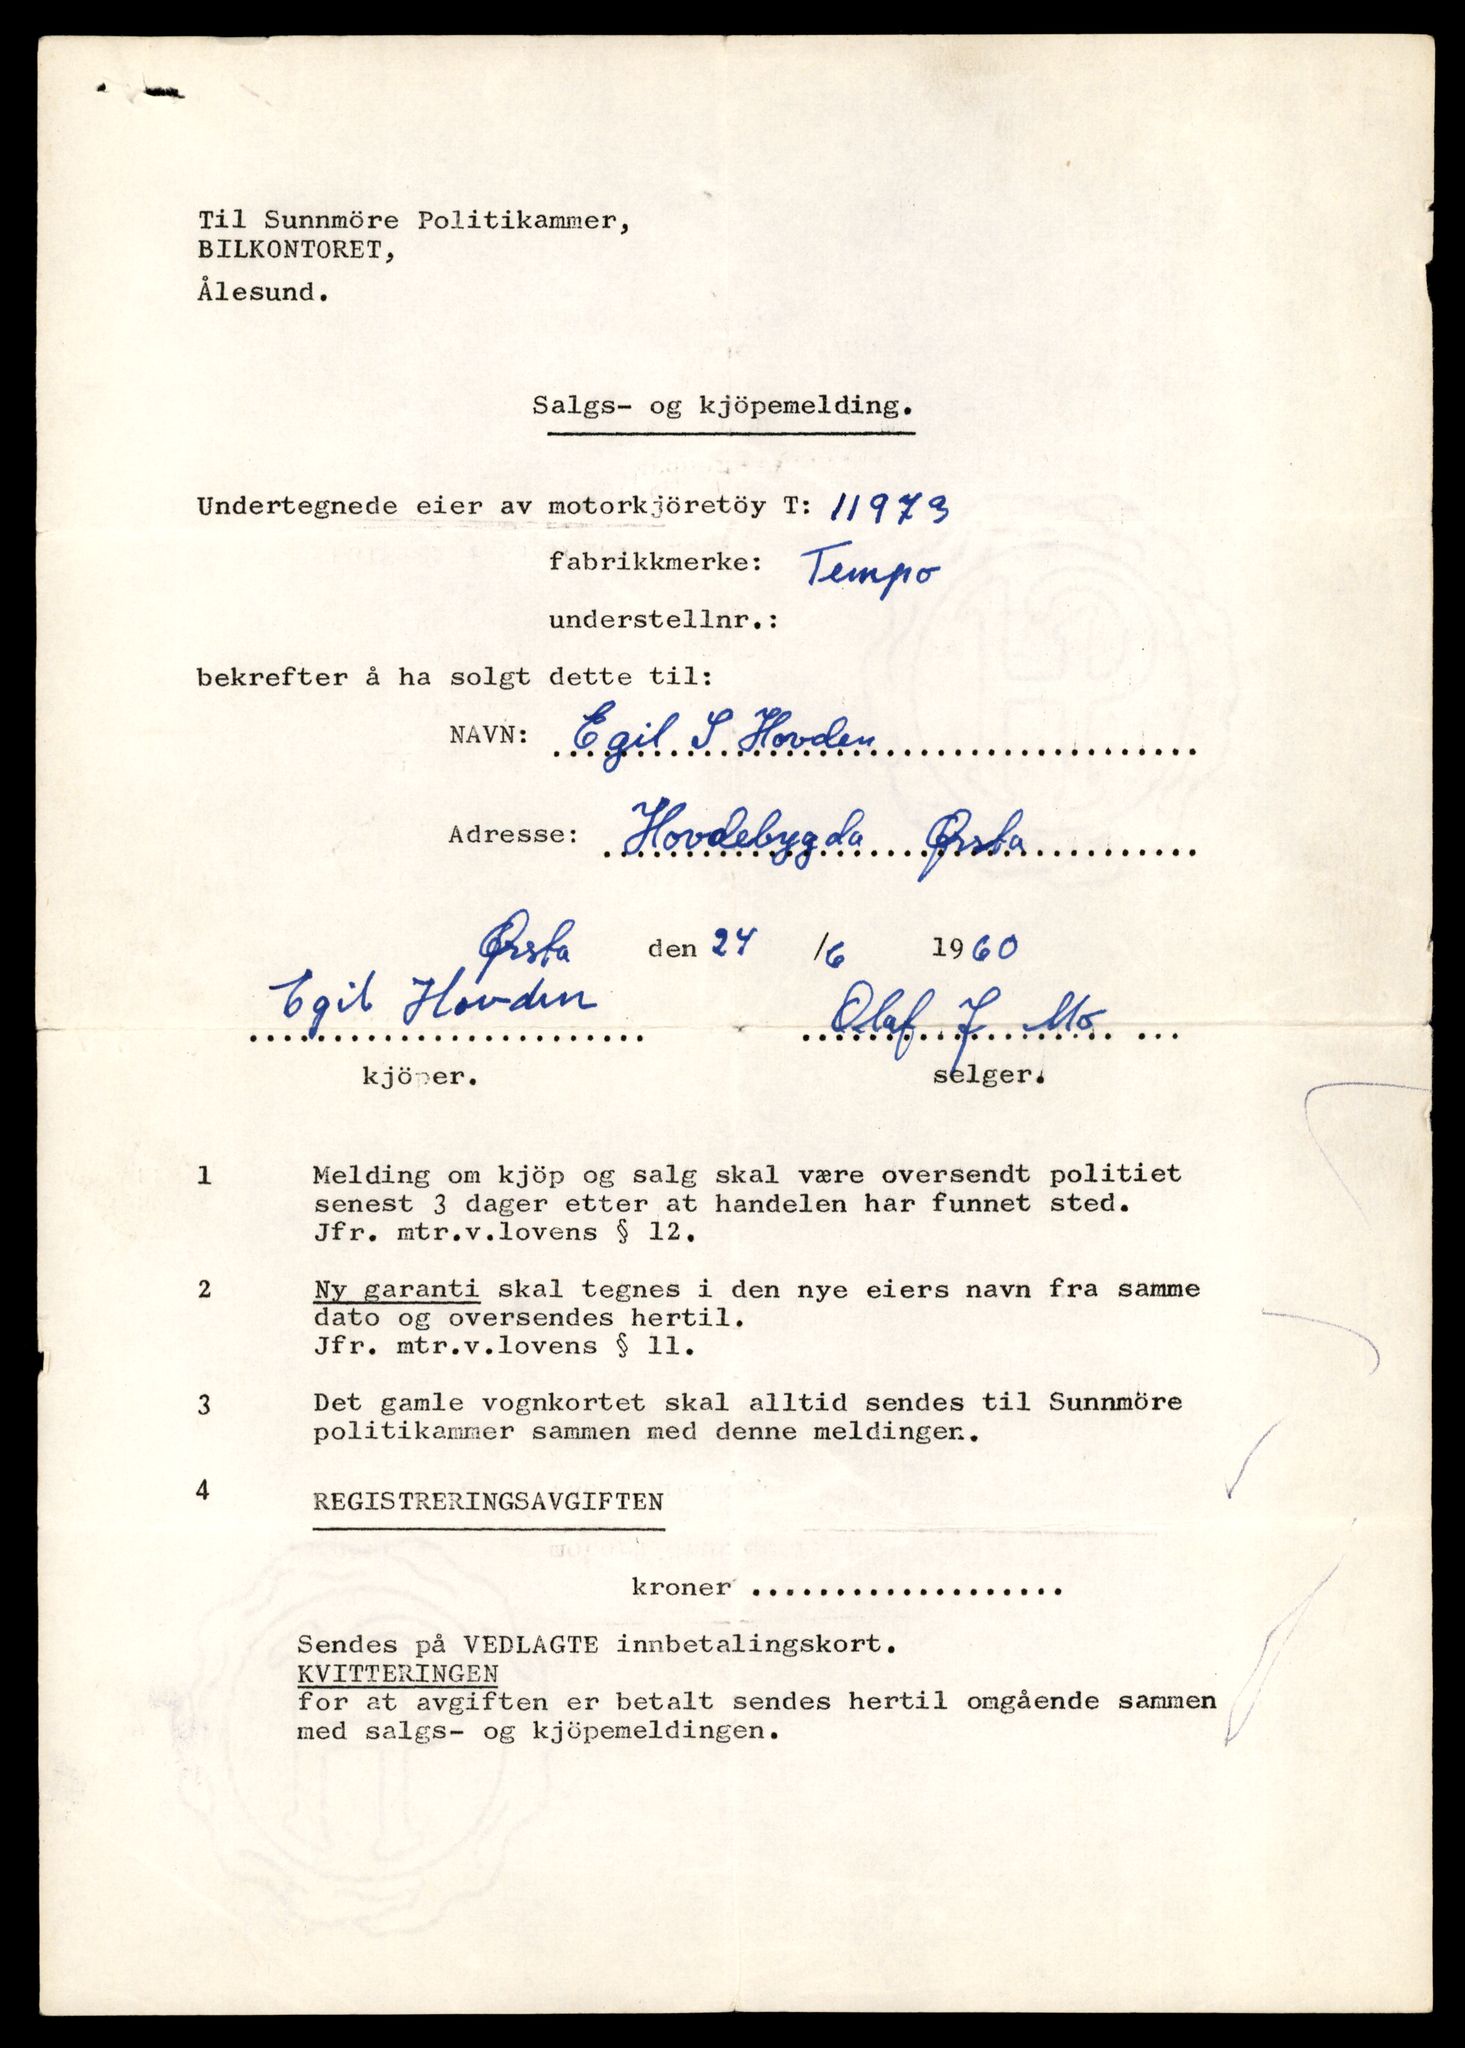 Til Sunnmöre Politikammer,
BILKONTORET,
Ålesund.
Salgs- og kjöpemelding.
Undertegnede eier av motorkjöretöy T: 11973
fabrikkmerke: Tempo
understellnr.:
bekrefter å ha solgt dette til:
NAVN: Egil S Hovden
Adresse: Hovdebygda Ørsta
Ørsta den 24 /6 1960
Egil Hovden Olaf J Mo
kjöper. selger.
1 Melding om kjöp og salg skal være oversendt politiet
senest 3 dager etter at handelen har funnet sted.
Jfr. mtr.v.lovens § 12.
2 Ny garanti skal tegnes i den nye eiers navn fra samme
dato og oversendes hertil.
Jfr. mtr.v.lovens § 11.
3 Det gamle vognkortet skal alltid sendes til Sunnmöre
politikammer sammen med denne meldingen.
4 REGISTRERINGSAVGIFTEN
kroner ...................
Sendes på VEDLAGTE innbetalingskort.
KVITTERINGEN
for at avgiften er betalt sendes hertil omgående sammen
med salgs- og kjöpemeldingen.